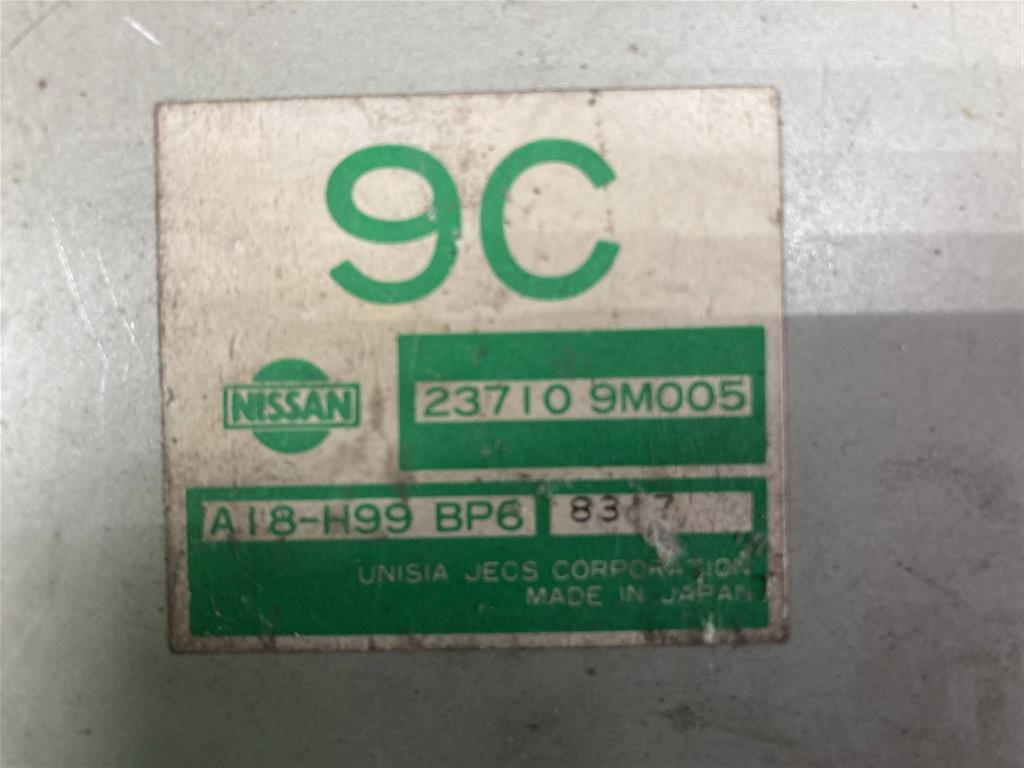 9C
NISSAN
23710 9M005
A18-H99 BP6
UNISIA JECS CORPORATION
MADE IN JAPAN